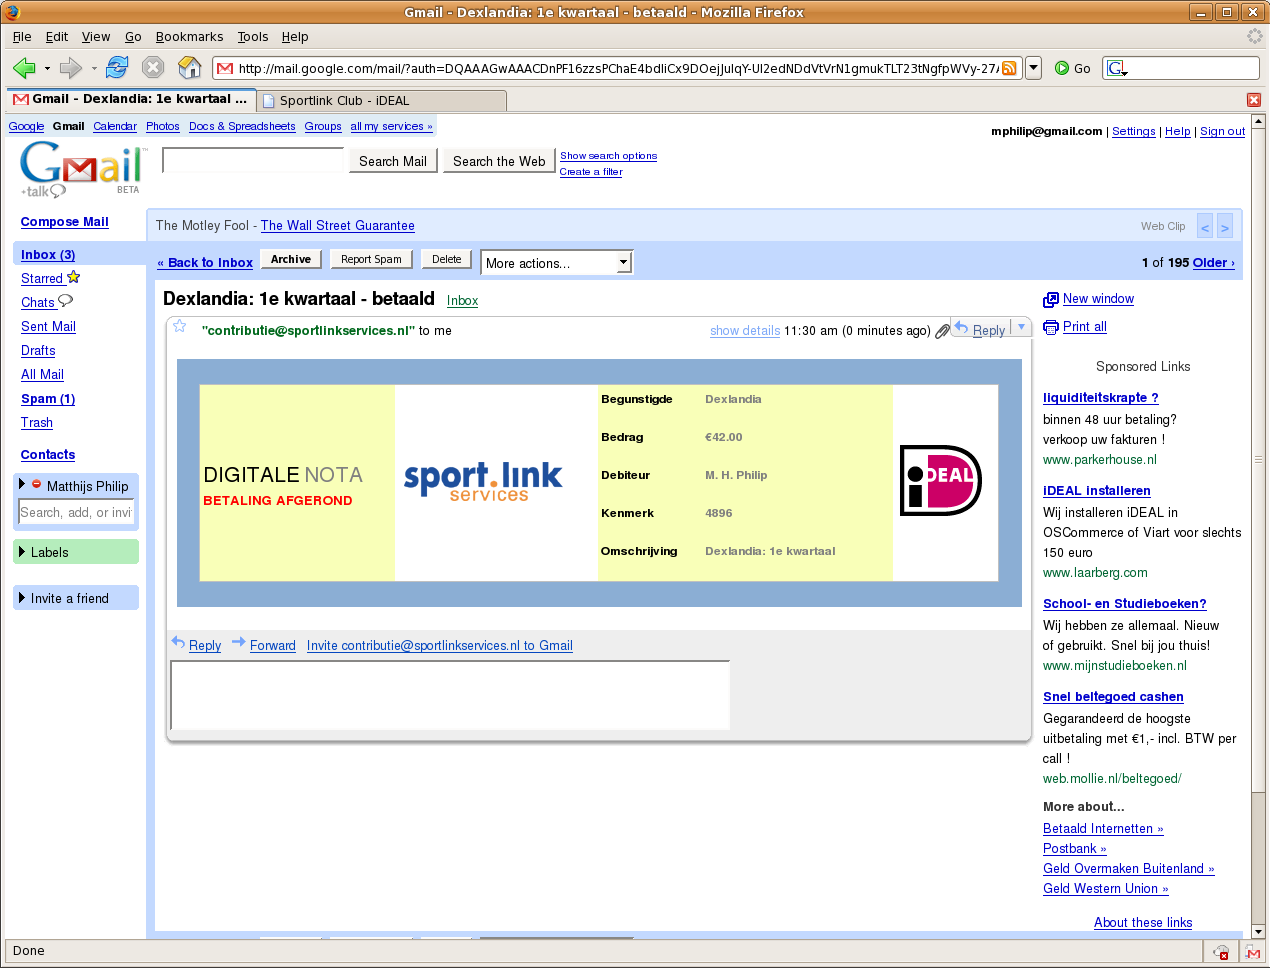 Gmail - Dexlandia: 1e kwartaal - betaald - Mozilla Firefox
File Edit View Go Bookmarks Tools Help
http://mail.google.com/mail/?auth=DQAAAGwAAACDnPF16zzsPChaE4bdliCx9DOejJulqY-UI2edNDdVtVrN1gmukTLT23tNgfpWVy-27 Go G
Gmail - Dexlandia: 1e kwartaal ... Sportlink Club - iDEAL
Google Gmail Calendar Photos Docs & Spreadsheets Groups all my services »
mphilip@gmail.com | Settings | Help | Sign out
Gmail™
+talk BETA
Search Mail Search the Web Show search options
Create a filter
Compose Mail
Inbox (3)
Starred
Chats
Sent Mail
Drafts
All Mail
Spam (1)
Trash
Contacts
Matthijs Philip
Search, add, or invi
Labels
Invite a friend
The Motley Fool - The Wall Street Guarantee Web Clip < >
« Back to Inbox Archive Report Spam Delete More actions... 1 of 195 Older ›
Dexlandia: 1e kwartaal - betaald Inbox
"contributie@sportlinkservices.nl" to me show details 11:30 am (0 minutes ago) Reply
DIGITALE NOTA
BETALING AFGEROND
sport.link
services
Begunstigde Dexlandia
Bedrag €42.00
Debiteur M. H. Philip
Kenmerk 4896
Omschrijving Dexlandia: 1e kwartaal
iDEAL
Reply Forward Invite contributie@sportlinkservices.nl to Gmail
New window
Print all
Sponsored Links
liquiditeitskrapte ?
binnen 48 uur betaling?
verkoop uw fakturen !
www.parkerhouse.nl
iDEAL installeren
Wij installeren iDEAL in
OSCommerce of Viart voor slechts
150 euro
www.laarberg.com
School- en Studieboeken?
Wij hebben ze allemaal. Nieuw
of gebruikt. Snel bij jou thuis!
www.mijnstudieboeken.nl
Snel beltegoed cashen
Gegarandeerd de hoogste
uitbetaling met €1,- incl. BTW per
call !
web.mollie.nl/beltegoed/
More about...
Betaald Internetten »
Postbank »
Geld Overmaken Buitenland »
Geld Western Union »
About these links
Done